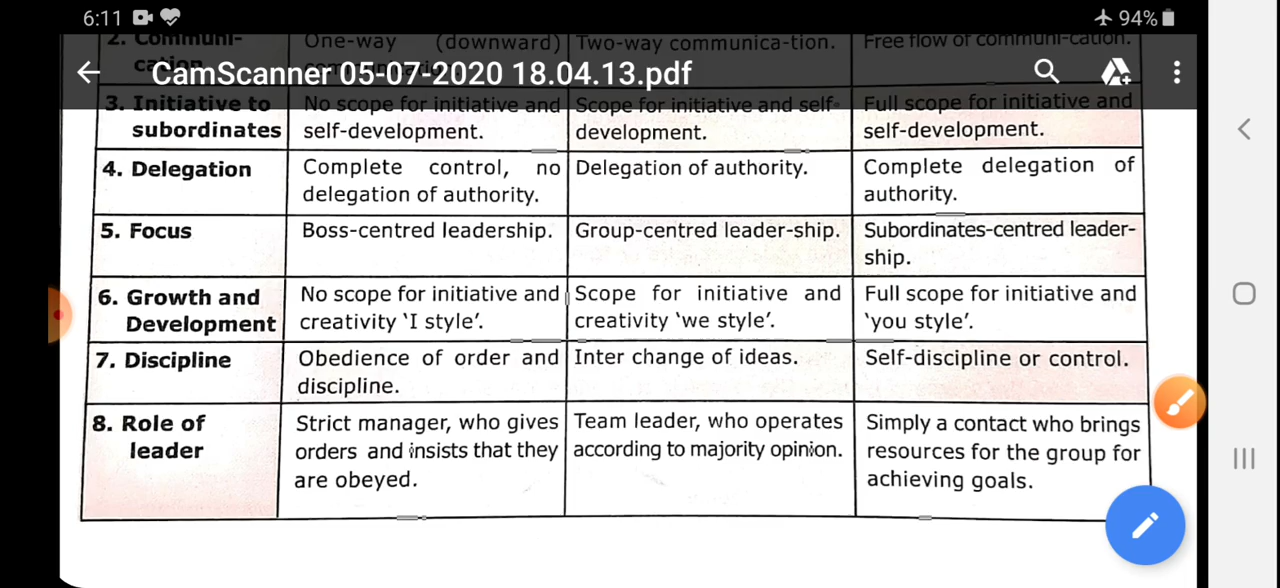 6:11
94%
2. Communi-
One-way (downward)
Two-way communica-tion.
Free flow of communi-cation.
CamScanner 05-07-2020 18.04.13.pdf
3. Initiative to
subordinates
No scope for initiative and
self-development.
Scope for initiative and self-
development.
Full scope for initiative and
self-development.
4. Delegation
Complete control, no
delegation of authority.
Delegation of authority.
Complete delegation of
authority.
5. Focus
Boss-centred leadership.
Group-centred leader-ship.
Subordinates-centred leader-
ship.
6. Growth and
Development
No scope for initiative and
creativity ‘I style’.
Scope for initiative and
creativity ‘we style’.
Full scope for initiative and
‘you style’.
7. Discipline
Obedience of order and
discipline.
Inter change of ideas.
Self-discipline or control.
8. Role of
leader
Strict manager, who gives
orders and insists that they
are obeyed.
Team leader, who operates
according to majority opinion.
Simply a contact who brings
resources for the group for
achieving goals.